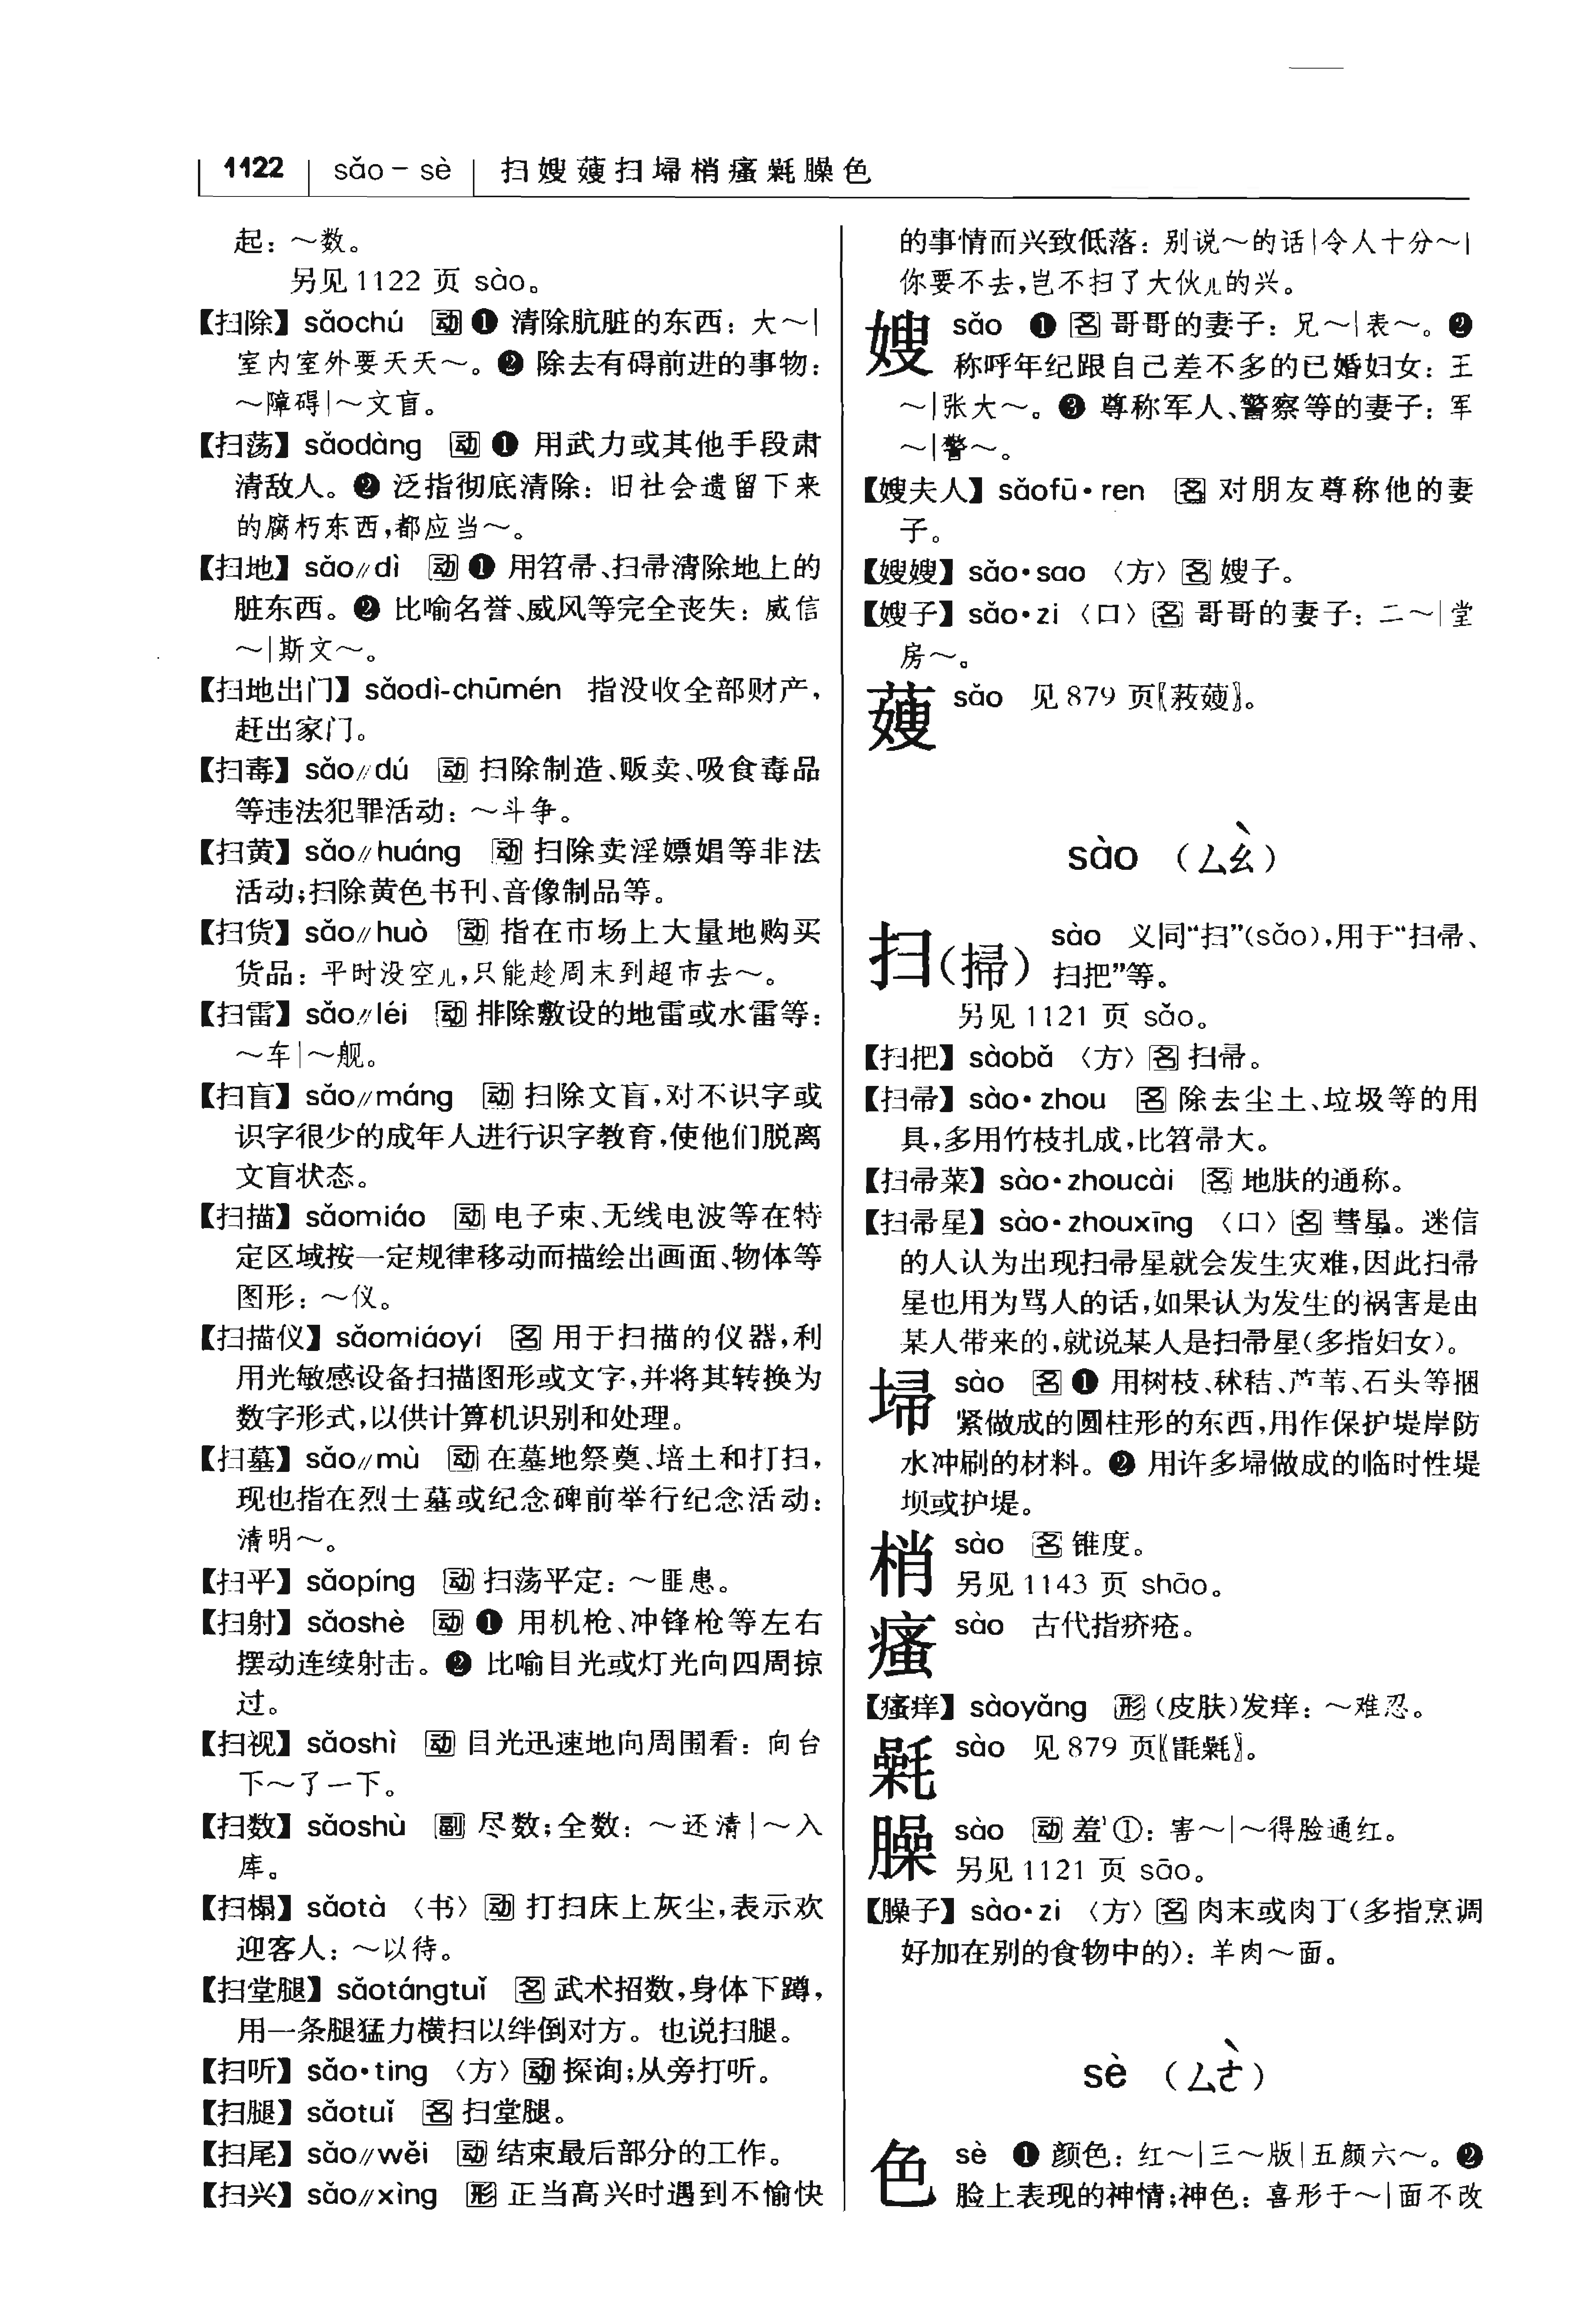 1122 sǎo－sè 扫嫂薮扫埽梢瘙氉臊色
起：～数。
另见1122 页 sào。
【扫除】sǎochú 动❶ 清除肮脏的东西：大～|
室内室外要天天～。❷ 除去有碍前进的事物：
～障碍|～文盲。
【扫荡】sǎodàng 动❶ 用武力或其他手段肃
清敌人。❷ 泛指彻底清除：旧社会遗留下来
的腐朽东西，都应当～。
【扫地】sǎo//dì 动❶ 用笤帚、扫帚清除地上的
脏东西。❷ 比喻名誉、威风等完全丧失：威信
～|斯文～。
【扫地出门】sǎodì-chūmén 指没收全部财产，
赶出家门。
【扫毒】sǎo//dú 动 扫除制造、贩卖、吸食毒品
等违法犯罪活动：～斗争。
【扫黄】sǎo//huáng 动 扫除卖淫嫖娼等非法
活动；扫除黄色书刊、音像制品等。
【扫货】sǎo//huò 动 指在市场上大量地购买
货品：平时没空儿，只能趁周末到超市去～。
【扫雷】sǎo//léi 动 排除敷设的地雷或水雷等：
～车|～舰。
【扫盲】sǎo//máng 动 扫除文盲，对不识字或
识字很少的成年人进行识字教育，使他们脱离
文盲状态。
【扫描】sǎomiáo 动 电子束、无线电波等在特
定区域按一定规律移动而描绘出画面、物体等
图形：～仪。
【扫描仪】sǎomiáoyí 名 用于扫描的仪器，利
用光敏感设备扫描图形或文字，并将其转换为
数字形式，以供计算机识别和处理。
【扫墓】sǎo//mù 动 在墓地祭奠、培土和打扫，
现也指在烈士墓或纪念碑前举行纪念活动：
清明～。
【扫平】sǎopíng 动 扫荡平定：～匪患。
【扫射】sǎoshè 动❶ 用机枪、冲锋枪等左右
摆动连续射击。❷ 比喻目光或灯光向四周掠
过。
【扫视】sǎoshì 动 目光迅速地向周围看：向台
下～了一下。
【扫数】sǎoshù 副 尽数；全数：～还清|～入
库。
【扫榻】sǎotà 〈书〉动 打扫床上灰尘，表示欢
迎客人：～以待。
【扫堂腿】sǎotángtuǐ 名 武术招数，身体下蹲，
用一条腿猛力横扫以绊倒对方。也说扫腿。
【扫听】sǎo·ting 〈方〉动 探询；从旁打听。
【扫腿】sǎotuǐ 名 扫堂腿。
【扫尾】sǎo//wěi 动 结束最后部分的工作。
【扫兴】sǎo//xìng 形 正当高兴时遇到不愉快
的事情而兴致低落：别说～的话|令人十分～|
你要不去，岂不扫了大伙儿的兴。
嫂 sǎo ❶名 哥哥的妻子：兄～|表～。❷
称呼年纪跟自己差不多的已婚妇女：王
～|张大～。❸ 尊称军人、警察等的妻子：军
～|警～。
【嫂夫人】sǎofū·ren 名 对朋友尊称他的妻
子。
【嫂嫂】sǎo·sao 〈方〉名 嫂子。
【嫂子】sǎo·zi 〈口〉名 哥哥的妻子：二～|堂
房～。
蓃 sǎo 见 879 页〖蔜蓃〗。
sào （ㄙㄠˋ）
扫（掃） sào 义同“扫”(sǎo)，用于“扫帚、
扫把”等。
另见 1121 页 sǎo。
【扫把】sàobǎ 〈方〉名 扫帚。
【扫帚】sào·zhou 名 除去尘土、垃圾等的用
具，多用竹枝扎成，比笤帚大。
【扫帚菜】sào·zhoucài 名 地肤的通称。
【扫帚星】sào·zhouxīng 〈口〉名 彗星。迷信
的人认为出现扫帚星就会发生灾难，因此扫帚
星也用为骂人的话，如果认为发生的祸害是由
某人带来的，就说某人是扫帚星（多指妇女）。
埽 sào 名❶ 用树枝、秫秸、芦苇、石头等捆
紧做成的圆柱形的东西，用作保护堤岸防
水冲刷的材料。❷ 用许多埽做成的临时性堤
坝或护堤。
梢 sào 名 锥度。
另见 1143 页 shāo。
瘙 sào 古代指疥疮。
【瘙痒】sàoyǎng 形（皮肤）发痒：～难忍。
氉 sào 见 879 页〖毷氉〗。
臊 sào 动 羞¹①：害～|～得脸通红。
另见 1121 页 sāo。
【臊子】sào·zi 〈方〉名 肉末或肉丁（多指烹调
好加在别的食物中的）：羊肉～面。
sè （ㄙㄜˋ）
色 sè ❶ 颜色：红～|三～版|五颜六～。❷
脸上表现的神情；神色：喜形于～|面不改